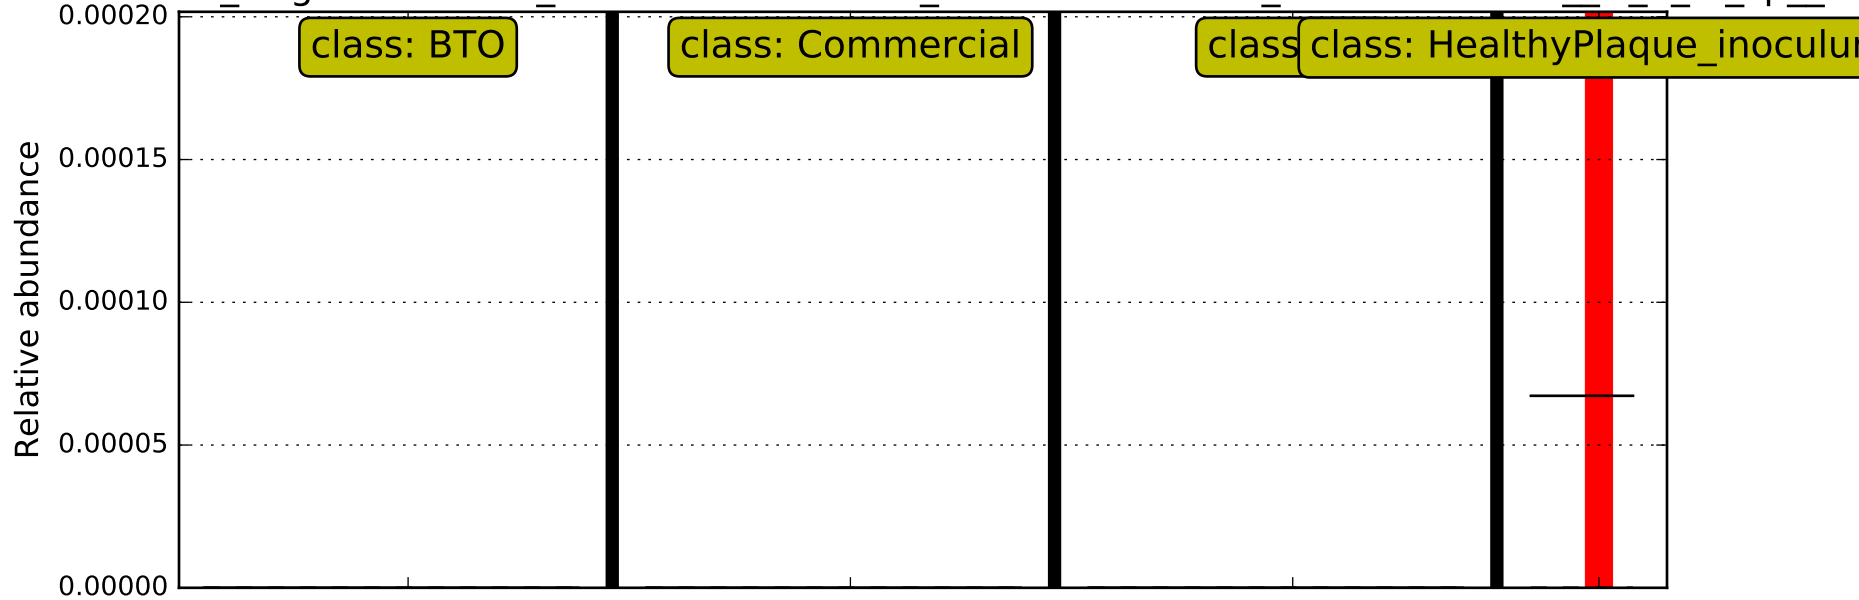 0.00020
class: BTO
class: Commercial
class
class: HealthyPlaque_inoculu
0.00015
0.00010
0.00005
0.00000
Relative abundance